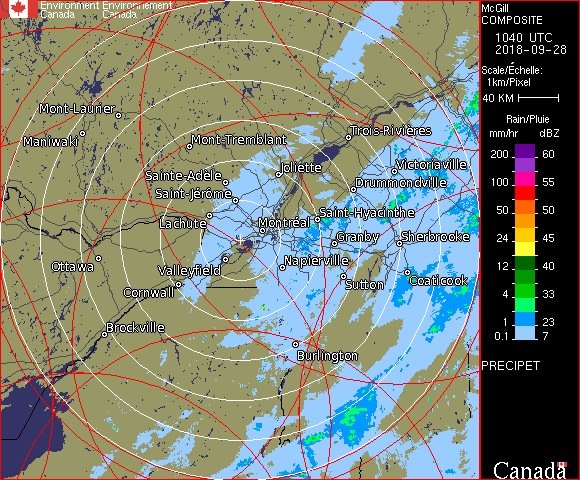 Environment Environnement
Canada Canada
McGill
COMPOSITE
1040 UTC
2018-09-28
Scale/Échelle:
1km/Pixel
40 KM
Rain/Pluie
mm/hr dBZ
200 60
100 55
50 50
24 45
12 40
4 33
1 23
0.1 7
PRECIPET
Canada
Mont-Laurier
Maniwaki
Mont-Tremblant
Trois-Rivières
Sainte-Adèle
Joliette
Victoriaville
Saint-Jérôme
Drummondville
Lachute
Montréal
Saint-Hyacinthe
Granby
Sherbrooke
Ottawa
Valleyfield
Napierville
Cornwall
Sutton
Coaticook
Brockville
Burlington